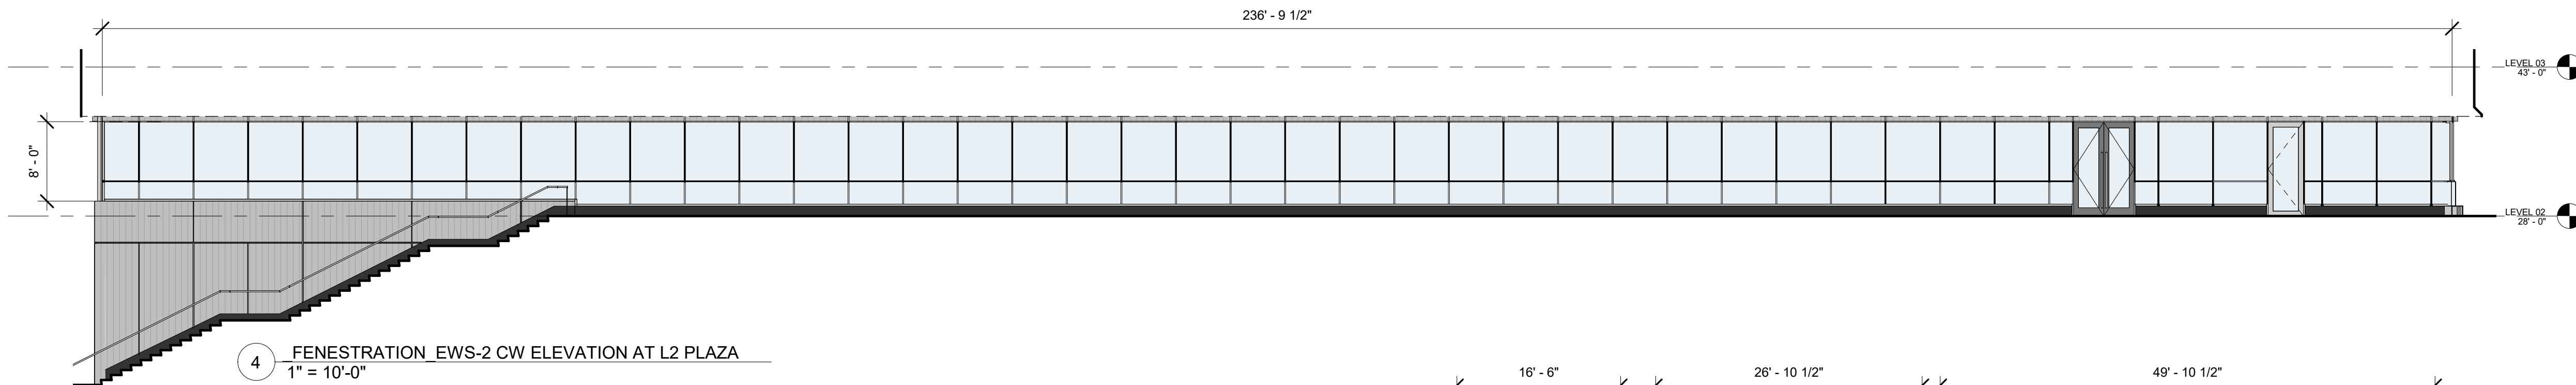 236' - 9 1/2"
LEVEL 03
43' - 0"
8' - 0"
LEVEL 02
28' - 0"
4
_FENESTRATION_EWS-2 CW ELEVATION AT L2 PLAZA
1" = 10'-0"
16' - 6"
26' - 10 1/2"
49' - 10 1/2"